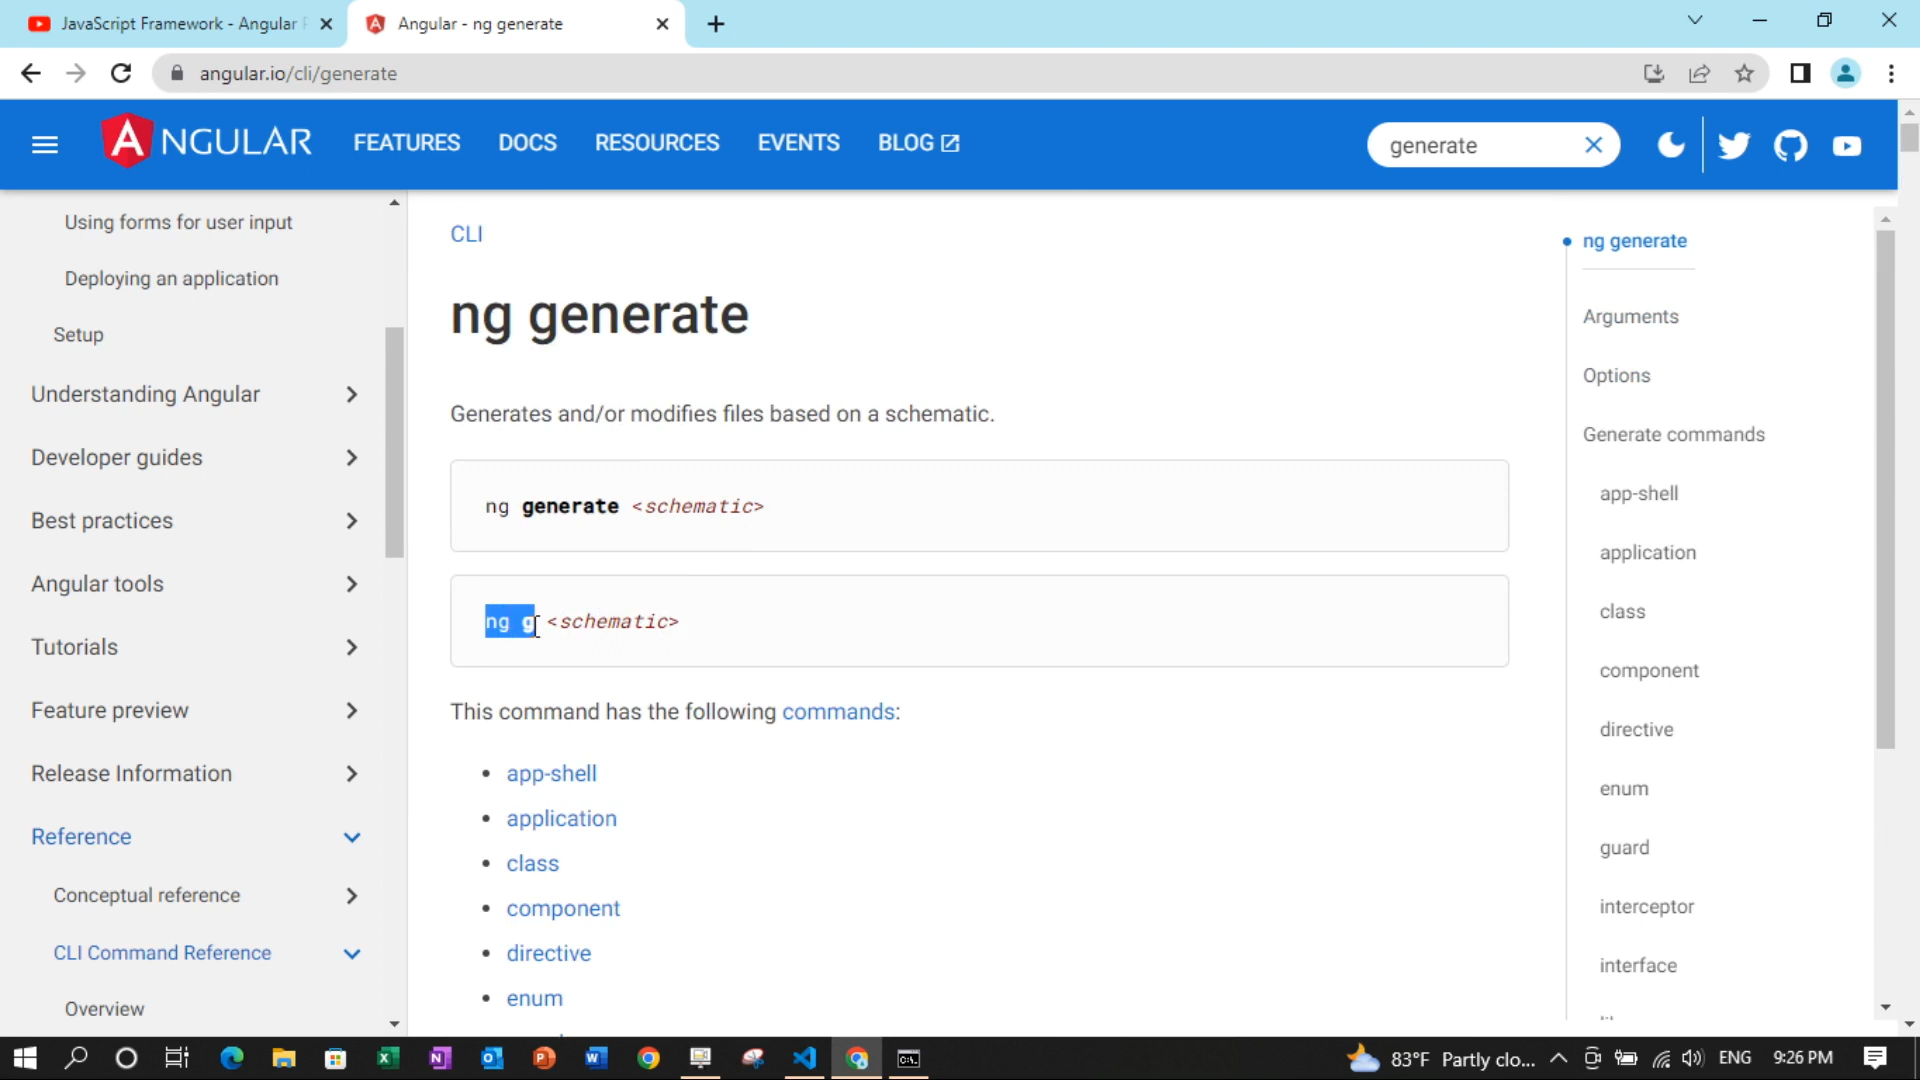 JavaScript Framework - Angular
Angular - ng generate
angular.io/cli/generate
ANGULAR
FEATURES
DOCS
RESOURCES
EVENTS
BLOG
generate
Using forms for user input
Deploying an application
Setup
Understanding Angular
Developer guides
Best practices
Angular tools
Tutorials
Feature preview
Release Information
Reference
Conceptual reference
CLI Command Reference
Overview
CLI
ng generate
Generates and/or modifies files based on a schematic.
ng generate <schematic>
ng g <schematic>
This command has the following commands:
app-shell
application
class
component
directive
enum
ng generate
Arguments
Options
Generate commands
app-shell
application
class
component
directive
enum
guard
interceptor
interface
83°F Partly clo...
ENG
9:26 PM